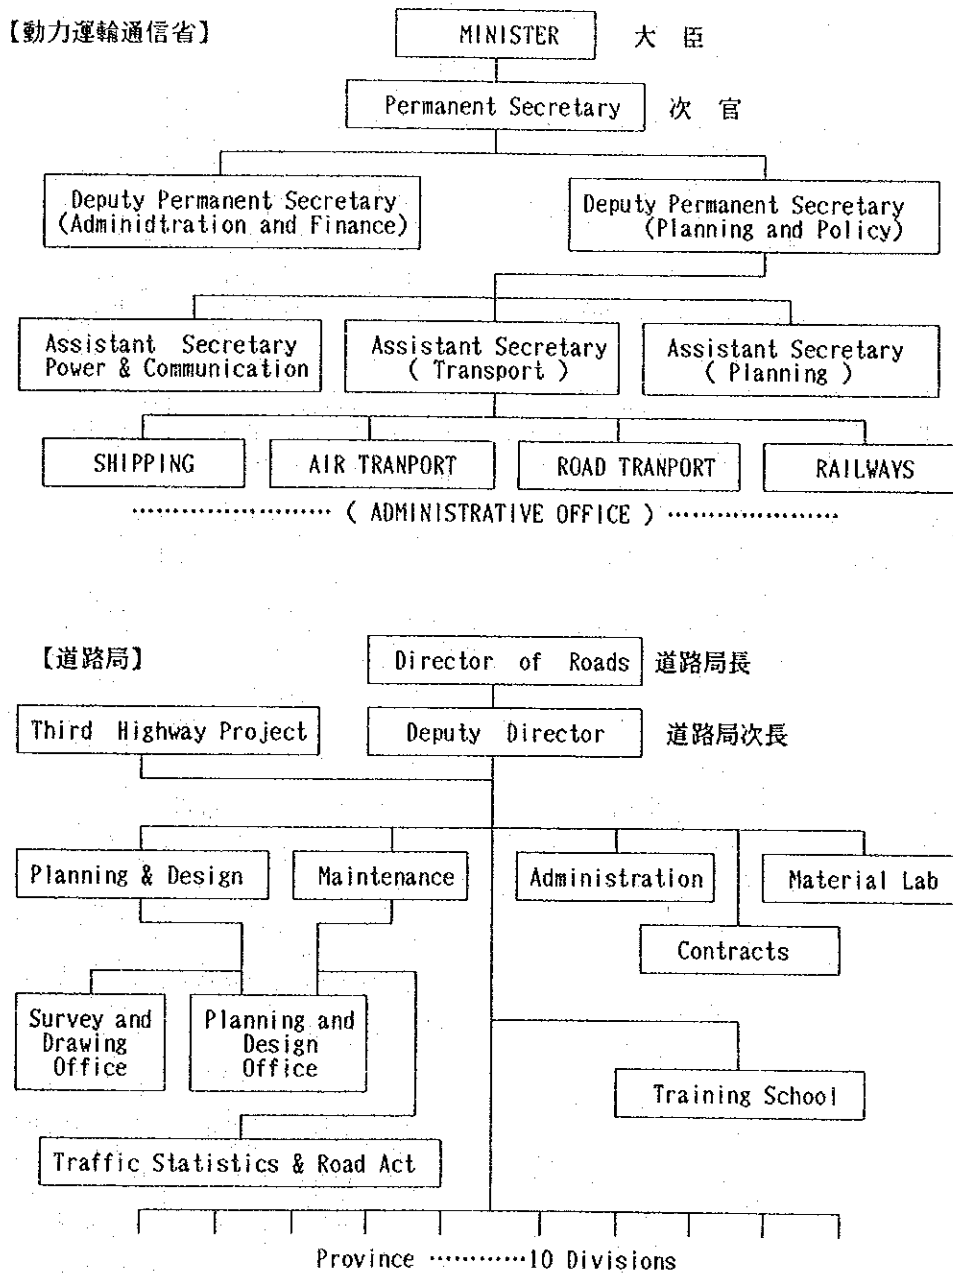 【動力運輸通信省】
MINISTER 大 臣
Permanent Secretary 次 官
Deputy Permanent Secretary
(Adminidtration and Finance)
Deputy Permanent Secretary
(Planning and Policy)
Assistant Secretary
Power & Communication
Assistant Secretary
( Transport )
Assistant Secretary
( Planning )
SHIPPING
AIR TRANPORT
ROAD TRANPORT
RAILWAYS
······················ ( ADMINISTRATIVE OFFICE ) ···················
【道路局】
Director of Roads 道路局長
Third Highway Project
Deputy Director 道路局次長
Planning & Design
Maintenance
Administration
Material Lab
Contracts
Survey and
Drawing
Office
Planning and
Design
Office
Training School
Traffic Statistics & Road Act
Province ···········10 Divisions